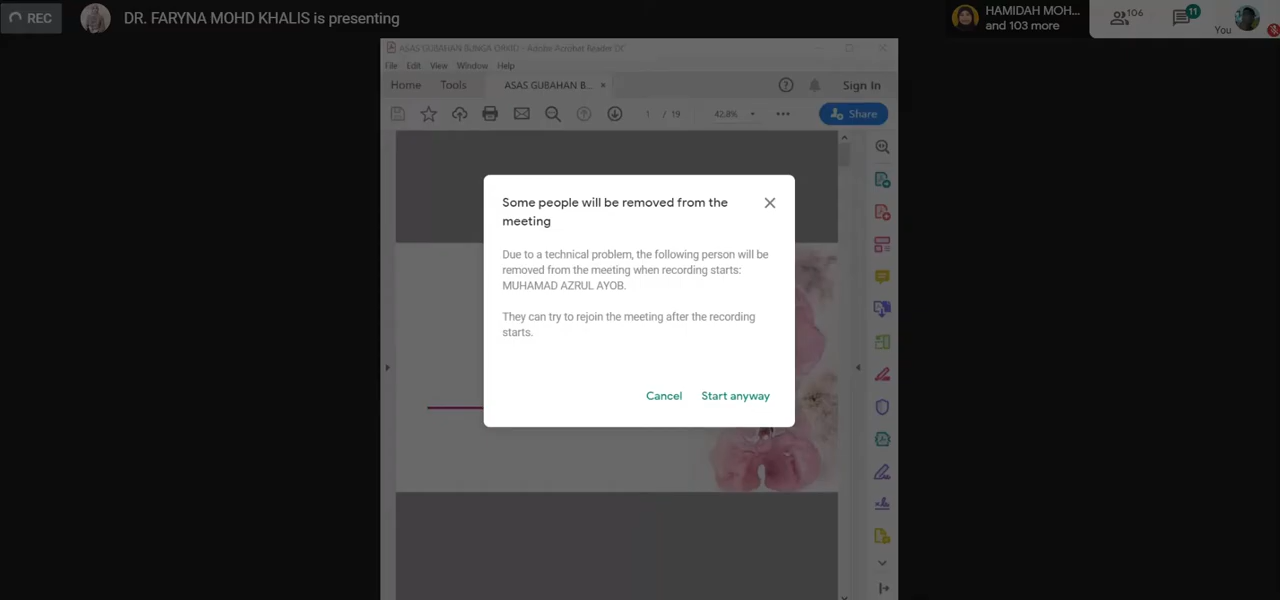 REC
DR. FARYNA MOHD KHALIS is presenting
HAMIDAH MOH...
and 103 more
106
11
You
ASAS GUBAHAN BUNGA ORKID - Adobe Acrobat Reader DC
File Edit View Window Help
Home Tools ASAS GUBAHAN B... × Sign In
1 / 19 42.8% Share
Some people will be removed from the
meeting
Due to a technical problem, the following person will be
removed from the meeting when recording starts:
MUHAMAD AZRUL AYOB.
They can try to rejoin the meeting after the recording
starts.
Cancel Start anyway